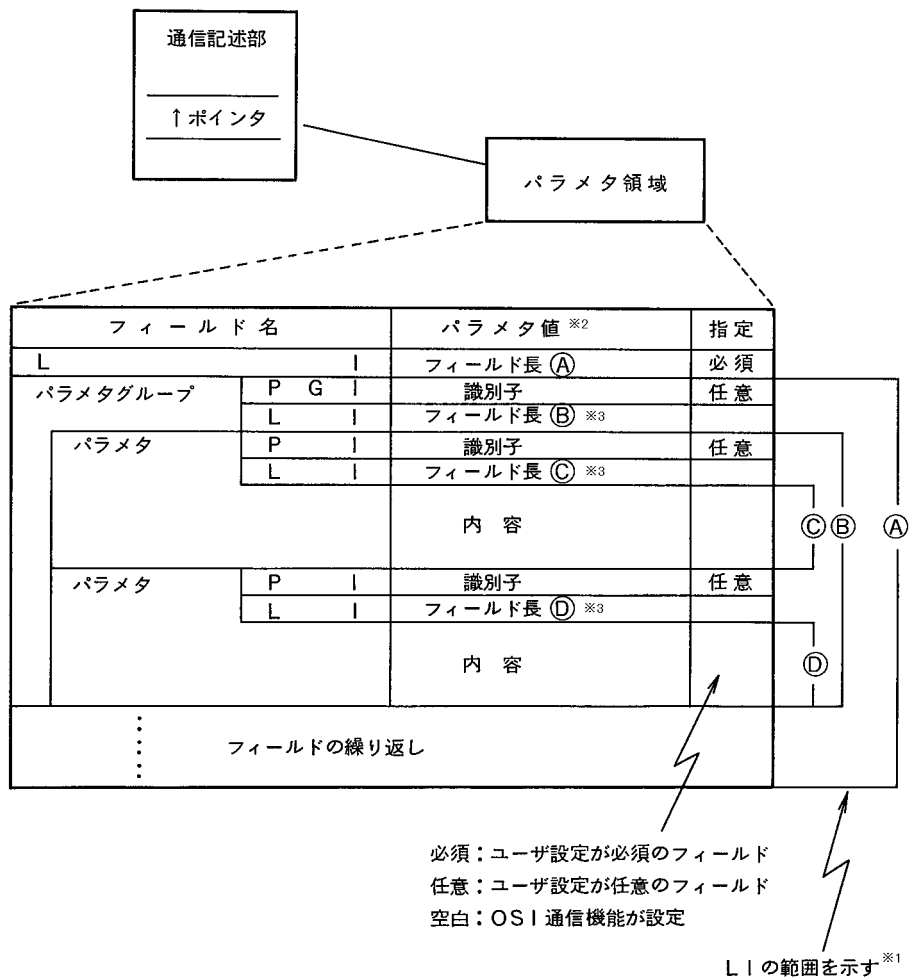 通信記述部
↑ポインタ
パラメタ領域
フィールド名 パラメタ値 ※2 指定
L I フィールド長 Ⓐ 必須
パラメタグループ P G I 識別子 任意
L I フィールド長 Ⓑ ※3
パラメタ P I 識別子 任意
L I フィールド長 Ⓒ ※3
内容 Ⓒ Ⓑ Ⓐ
パラメタ P I 識別子 任意
L I フィールド長 Ⓓ ※3
内容 Ⓓ
フィールドの繰り返し
必須：ユーザ設定が必須のフィールド
任意：ユーザ設定が任意のフィールド
空白：OSI通信機能が設定
LIの範囲を示す※1